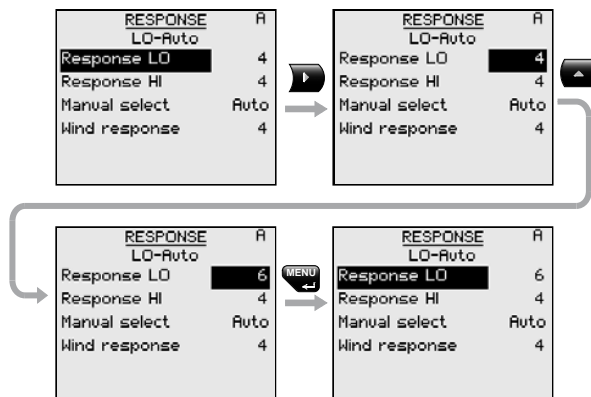 RESPONSE A
LO-Auto
Response LO 4
Response HI 4
Manual select Auto
Wind response 4
RESPONSE A
LO-Auto
Response LO 4
Response HI 4
Manual select Auto
Wind response 4
RESPONSE A
LO-Auto
Response LO 6
Response HI 4
Manual select Auto
Wind response 4
MENU
RESPONSE A
LO-Auto
Response LO 6
Response HI 4
Manual select Auto
Wind response 4